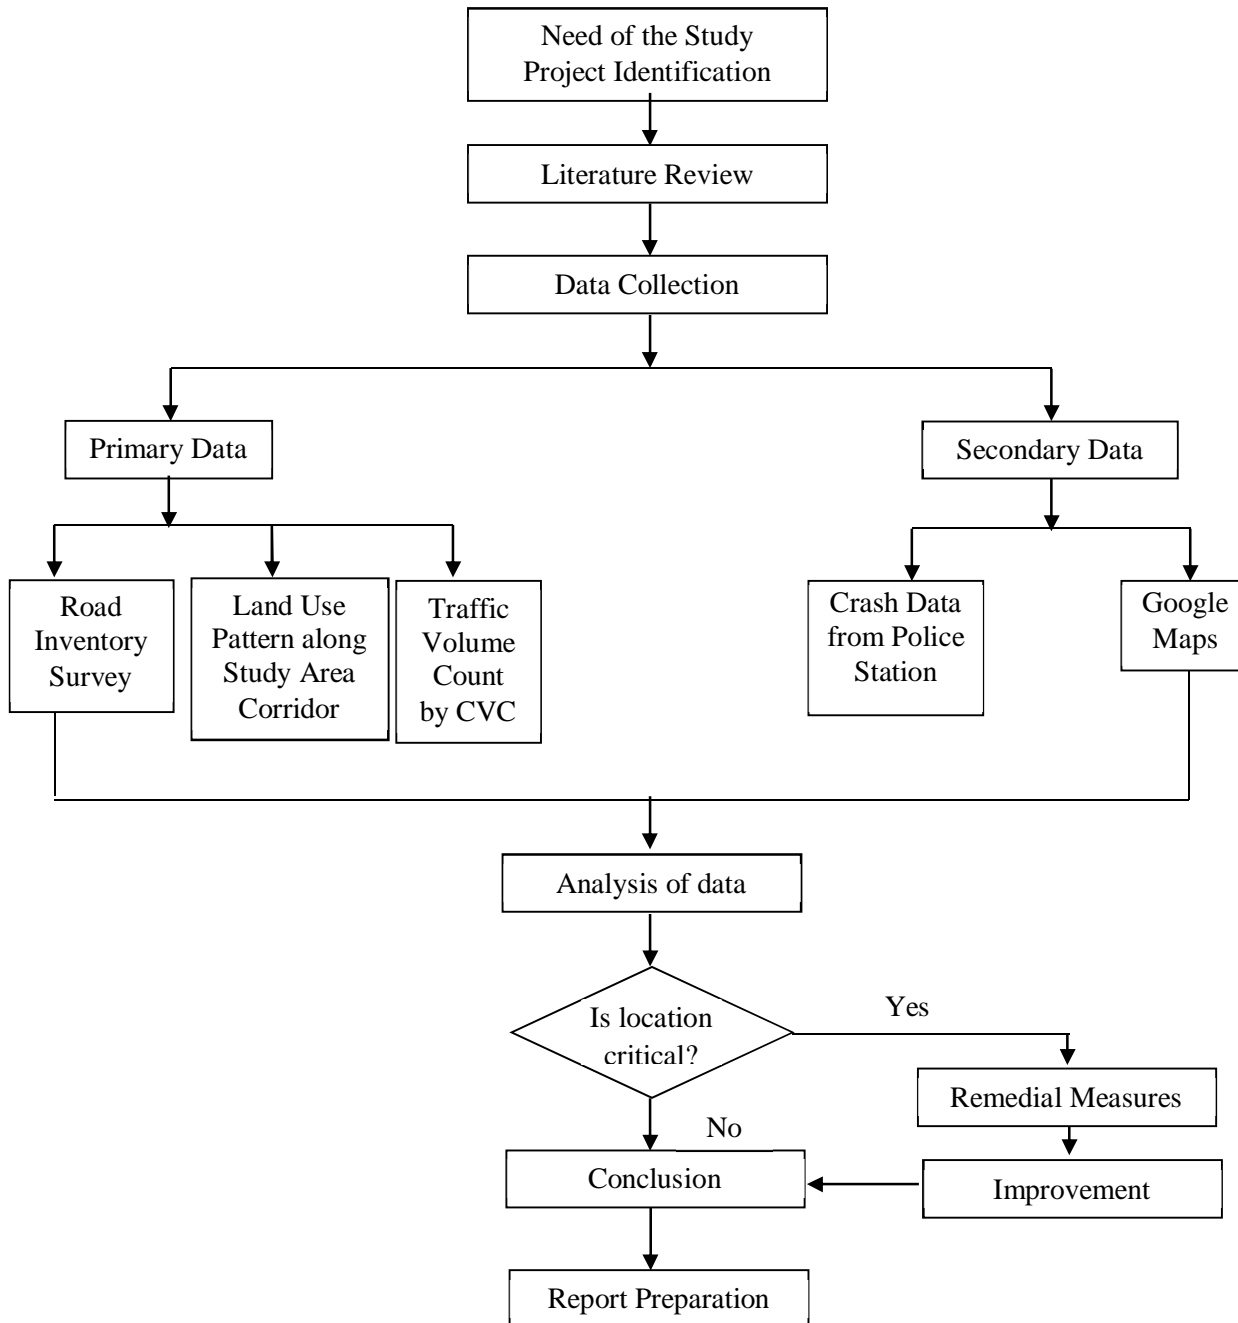 Need of the Study
Project Identification
Literature Review
Data Collection
Primary Data
Secondary Data
Road
Inventory
Survey
Land Use
Pattern along
Study Area
Corridor
Traffic
Volume
Count
by CVC
Crash Data
from Police
Station
Google
Maps
Analysis of data
Is location
critical?
Yes
Remedial Measures
No
Conclusion
Improvement
Report Preparation